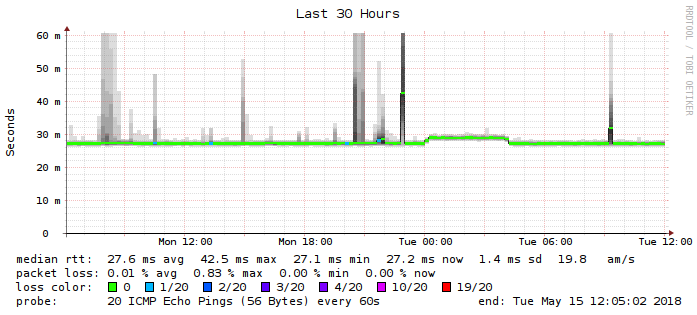 Last 30 Hours
RRDTOOL / TOBI OETIKER
Seconds
60 m
50 m
40 m
30 m
20 m
10 m
0
Mon 12:00 Mon 18:00 Tue 00:00 Tue 06:00 Tue 12:00
median rtt: 27.6 ms avg 42.5 ms max 27.1 ms min 27.2 ms now 1.4 ms sd 19.8 am/s
packet loss: 0.01 % avg 0.83 % max 0.00 % min 0.00 % now
loss color: 0 1/20 2/20 3/20 4/20 10/20 19/20
probe: 20 ICMP Echo Pings (56 Bytes) every 60s end: Tue May 15 12:05:02 2018